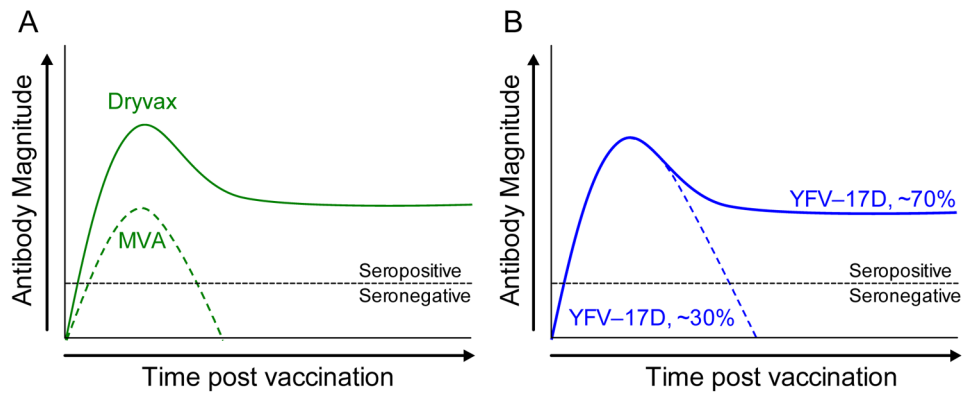 A
Antibody Magnitude
Dryvax
MVA
Seropositive
Seronegative
Time post vaccination
B
Antibody Magnitude
YFV–17D, ~70%
Seropositive
Seronegative
YFV–17D, ~30%
Time post vaccination